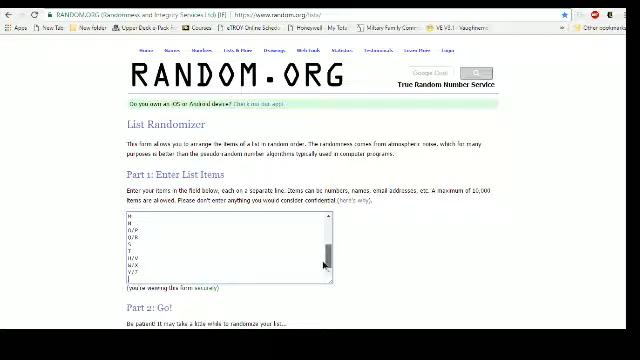 RANDOM.ORG (Randomness and Integrity Services Ltd) [IE] | https://www.random.org/lists/
Apps Bookmarks New Tab New folder Upper Deck e-Pack eTROY Online Sched Honeywell - My Tota Courses Military Family Comm VE V3.1 - Vaughnemo Other bookmarks
Home Games Numbers Lists & More Drawings Web Tools Statistics Testimonials Learn More Login
RANDOM.ORG
True Random Number Service
Do you own an iOS or Android device? Check out our app!
List Randomizer
This form allows you to arrange the items of a list in random order. The randomness comes from atmospheric noise, which for many
purposes is better than the pseudo-random number algorithms typically used in computer programs.
Part 1: Enter List Items
Enter your items in the field below, each on a separate line. Items can be numbers, names, email addresses, etc. A maximum of 10,000
items are allowed. Please don't enter anything you would consider confidential (here's why).
M
N
O/P
Q/R
S
T
U/V
W/X
Y/Z
(you're viewing this form securely)
Part 2: Go!
Be patient! It may take a little while to randomize your list...